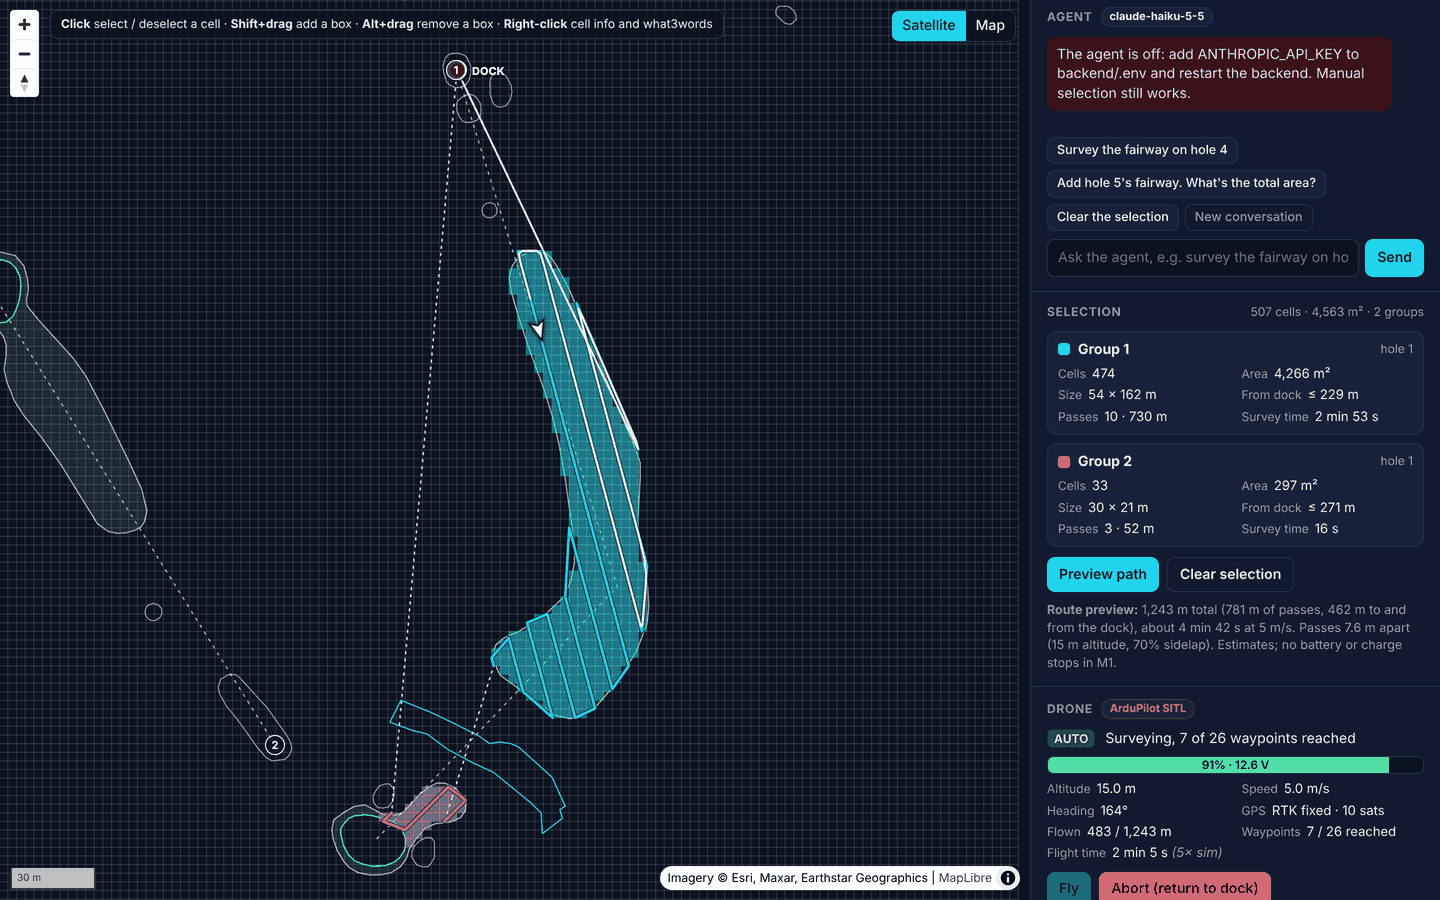 Click select / deselect a cell · Shift+drag add a box · Alt+drag remove a box · Right-click cell info and what3words
Satellite
Map
1
DOCK
2
30 m
Imagery © Esri, Maxar, Earthstar Geographics | MapLibre
AGENT
claude-haiku-5-5
The agent is off: add ANTHROPIC_API_KEY to
backend/.env and restart the backend. Manual
selection still works.
Survey the fairway on hole 4
Add hole 5's fairway. What's the total area?
Clear the selection
New conversation
Ask the agent, e.g. survey the fairway on ho
Send
SELECTION
507 cells · 4,563 m² · 2 groups
Group 1
hole 1
Cells 474
Area 4,266 m²
Size 54 × 162 m
From dock ≤ 229 m
Passes 10 · 730 m
Survey time 2 min 53 s
Group 2
hole 1
Cells 33
Area 297 m²
Size 30 × 21 m
From dock ≤ 271 m
Passes 3 · 52 m
Survey time 16 s
Preview path
Clear selection
Route preview: 1,243 m total (781 m of passes, 462 m to and
from the dock), about 4 min 42 s at 5 m/s. Passes 7.6 m apart
(15 m altitude, 70% sidelap). Estimates; no battery or charge
stops in M1.
DRONE
ArduPilot SITL
AUTO
Surveying, 7 of 26 waypoints reached
91% · 12.6 V
Altitude 15.0 m
Speed 5.0 m/s
Heading 164°
GPS RTK fixed · 10 sats
Flown 483 / 1,243 m
Waypoints 7 / 26 reached
Flight time 2 min 5 s (5× sim)
Fly
Abort (return to dock)